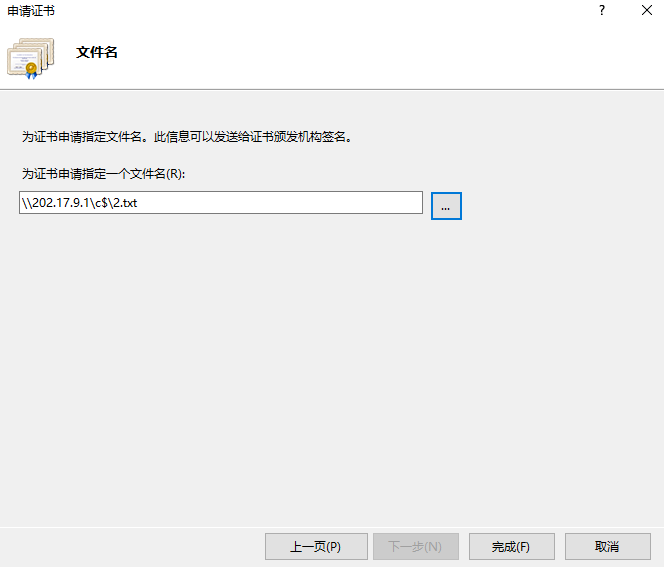 申请证书
?
文件名
为证书申请指定文件名。此信息可以发送给证书颁发机构签名。
为证书申请指定一个文件名(R):
\\202.17.9.1\c$\2.txt
...
上一页(P)
下一步(N)
完成(F)
取消